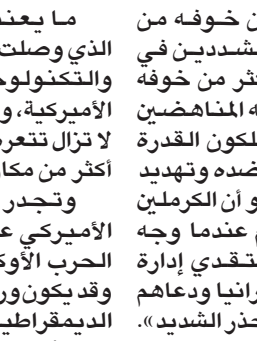 خوفه من
شددين في
ثر من خوفه
المناهضين
لكون القدرة
ضده وتهديد
أن الكرملين
عندما وجه
تقدي إدارة
رانيا ودعاهم
حذر الشديد».
ما يعند
الذي وصلت
والتكنولوج
الأميركية، و
لا تزال تتعر
أكثر من مكا
وتجدر
الأميركي ع
الحرب الأوك
وقد يكون ور
الديمقراطي